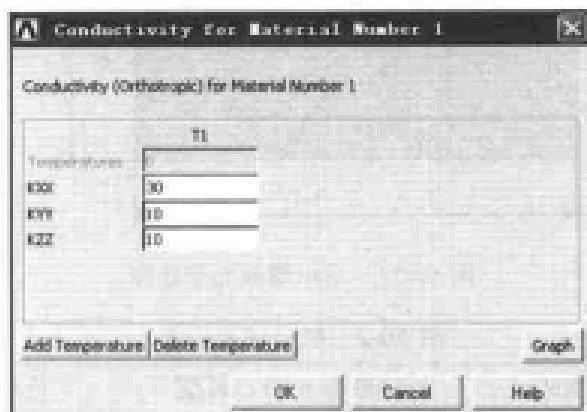 Conductivity for Material Number 1
Conductivity (Orthotropic) for Material Number 1
T1
Temperatures
KXX 30
KYY 10
KZZ 10
Add Temperature Delete Temperature Graph
OK Cancel Help